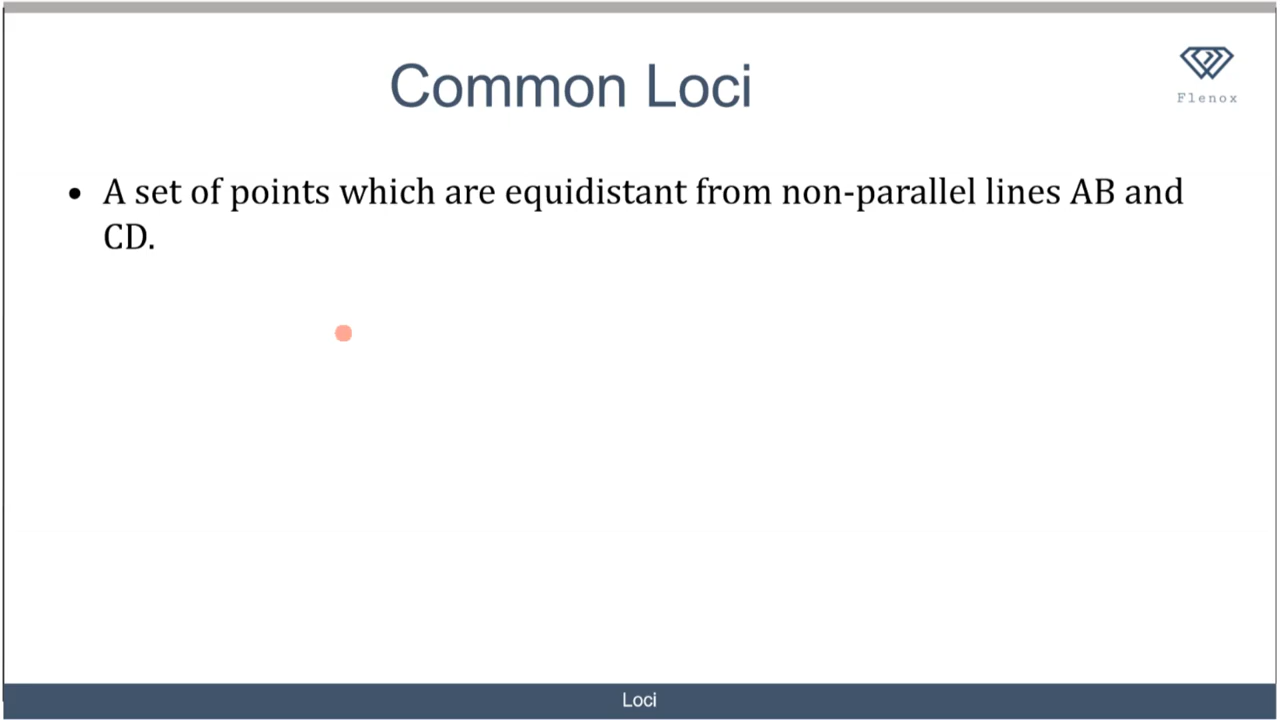 Common Loci
Flenox
• A set of points which are equidistant from non-parallel lines AB and
CD.
Loci